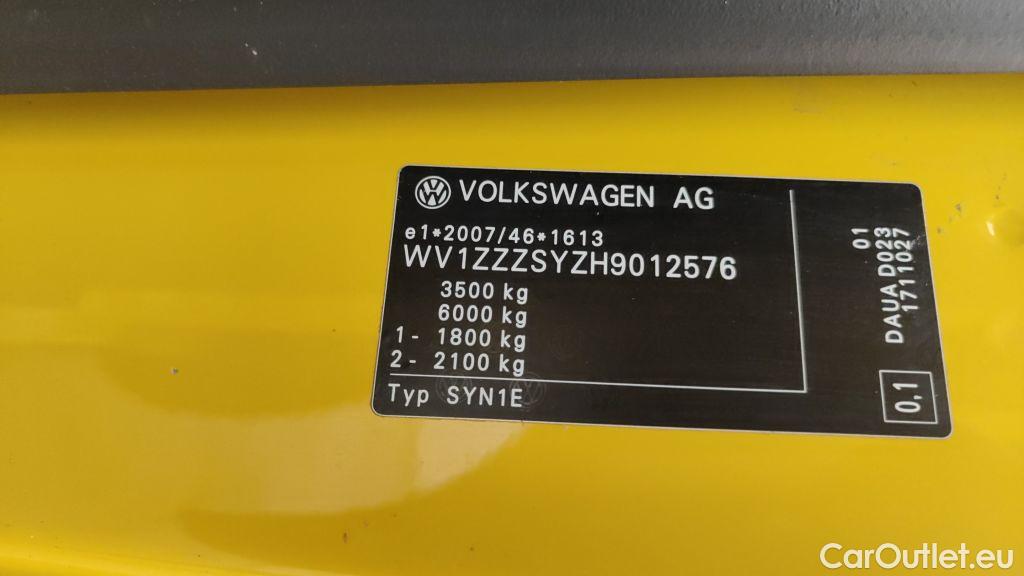 VOLKSWAGEN AG
e1*2007/46*1613
WV1ZZZSYZH9012576
3500 kg
6000 kg
1- 1800 kg
2- 2100 kg
Typ SYN1E
01
DAUA D023
1711027
0,1
CarOutlet.eu